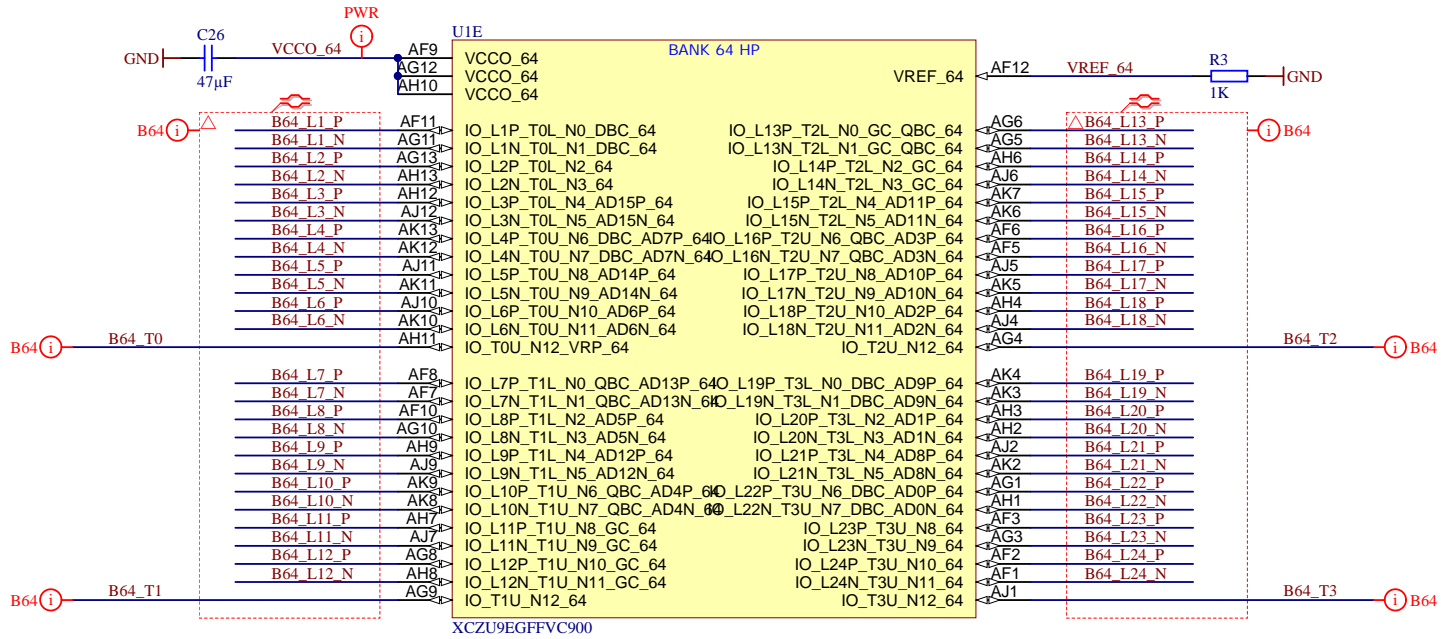 PWR
i
C26
47µF
GND
VCCO_64
U1E
BANK 64 HP
AF9 VCCO_64
AG12 VCCO_64
AH10 VCCO_64
VREF_64 AF12 VREF_64
R3
1K
GND
B64 i
B64_L1_P AF11 IO_L1P_T0L_N0_DBC_64
B64_L1_N AG11 IO_L1N_T0L_N1_DBC_64
B64_L2_P AG13 IO_L2P_T0L_N2_64
B64_L2_N AH13 IO_L2N_T0L_N3_64
B64_L3_P AH12 IO_L3P_T0L_N4_AD15P_64
B64_L3_N AJ12 IO_L3N_T0L_N5_AD15N_64
B64_L4_P AK13 IO_L4P_T0U_N6_DBC_AD7P_64
B64_L4_N AK12 IO_L4N_T0U_N7_DBC_AD7N_64
B64_L5_P AJ11 IO_L5P_T0U_N8_AD14P_64
B64_L5_N AK11 IO_L5N_T0U_N9_AD14N_64
B64_L6_P AJ10 IO_L6P_T0U_N10_AD6P_64
B64_L6_N AK10 IO_L6N_T0U_N11_AD6N_64
B64 i B64_T0 AH11 IO_T0U_N12_VRP_64
B64_L7_P AF8 IO_L7P_T1L_N0_QBC_AD13P_64
B64_L7_N AF7 IO_L7N_T1L_N1_QBC_AD13N_64
B64_L8_P AF10 IO_L8P_T1L_N2_AD5P_64
B64_L8_N AG10 IO_L8N_T1L_N3_AD5N_64
B64_L9_P AH9 IO_L9P_T1L_N4_AD12P_64
B64_L9_N AJ9 IO_L9N_T1L_N5_AD12N_64
B64_L10_P AK9 IO_L10P_T1U_N6_QBC_AD4P_64
B64_L10_N AK8 IO_L10N_T1U_N7_QBC_AD4N_64
B64_L11_P AH7 IO_L11P_T1U_N8_GC_64
B64_L11_N AJ7 IO_L11N_T1U_N9_GC_64
B64_L12_P AG8 IO_L12P_T1U_N10_GC_64
B64_L12_N AH8 IO_L12N_T1U_N11_GC_64
B64 i B64_T1 AG9 IO_T1U_N12_64
IO_L13P_T2L_N0_GC_QBC_64 AG6 B64_L13_P
i B64
IO_L13N_T2L_N1_GC_QBC_64 AG5 B64_L13_N
IO_L14P_T2L_N2_GC_64 AH6 B64_L14_P
IO_L14N_T2L_N3_GC_64 AJ6 B64_L14_N
IO_L15P_T2L_N4_AD11P_64 AK7 B64_L15_P
IO_L15N_T2L_N5_AD11N_64 AK6 B64_L15_N
IO_L16P_T2U_N6_QBC_AD3P_64 AF6 B64_L16_P
IO_L16N_T2U_N7_QBC_AD3N_64 AF5 B64_L16_N
IO_L17P_T2U_N8_AD10P_64 AJ5 B64_L17_P
IO_L17N_T2U_N9_AD10N_64 AK5 B64_L17_N
IO_L18P_T2U_N10_AD2P_64 AH4 B64_L18_P
IO_L18N_T2U_N11_AD2N_64 AJ4 B64_L18_N
IO_T2U_N12_64 AG4 B64_T2 i B64
IO_L19P_T3L_N0_DBC_AD9P_64 AK4 B64_L19_P
IO_L19N_T3L_N1_DBC_AD9N_64 AK3 B64_L19_N
IO_L20P_T3L_N2_AD1P_64 AH3 B64_L20_P
IO_L20N_T3L_N3_AD1N_64 AH2 B64_L20_N
IO_L21P_T3L_N4_AD8P_64 AJ2 B64_L21_P
IO_L21N_T3L_N5_AD8N_64 AK2 B64_L21_N
IO_L22P_T3U_N6_DBC_AD0P_64 AG1 B64_L22_P
IO_L22N_T3U_N7_DBC_AD0N_64 AH1 B64_L22_N
IO_L23P_T3U_N8_64 AF3 B64_L23_P
IO_L23N_T3U_N9_64 AG3 B64_L23_N
IO_L24P_T3U_N10_64 AF2 B64_L24_P
IO_L24N_T3U_N11_64 AF1 B64_L24_N
IO_T3U_N12_64 AJ1 B64_T3 i B64
XCZU9EGFFVC900